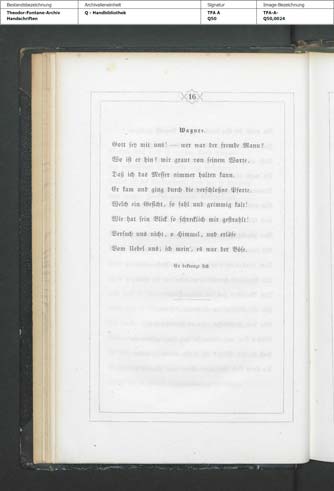 Bestandsbezeichnung Archivalieneinheit Signatur Image-Bezeichnung
Theodor-Fontane-Archiv Q - Handbibliothek TFA A TFA-A-
Handschriften Q50 Q50,0024
16
Wagner.
Gott sey mit uns! — wer war der fremde Mann?
Wo ist er hin? mir graut von seinem Worte,
Daß ich das Messer nimmer halten kann.
Er kam und ging durch die verschloßne Pforte.
Welch ein Gesicht, so fahl und grimmig kalt!
Wie hat sein Blick so schrecklich mir gestrahlt!
Versuch uns nicht, o Himmel, und erlöse
Vom Uebel uns; ich mein', es war der Böse.
Er bekreuzt sich